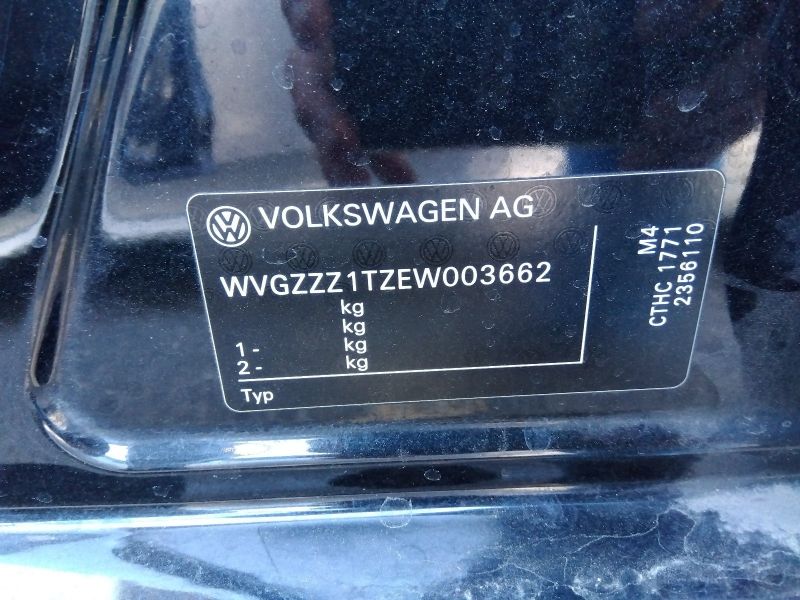 VOLKSWAGEN AG
WVGZZZ1TZEW003662
kg
kg
1 - kg
2 - kg
Typ
M4
CTHC 1771
2356110